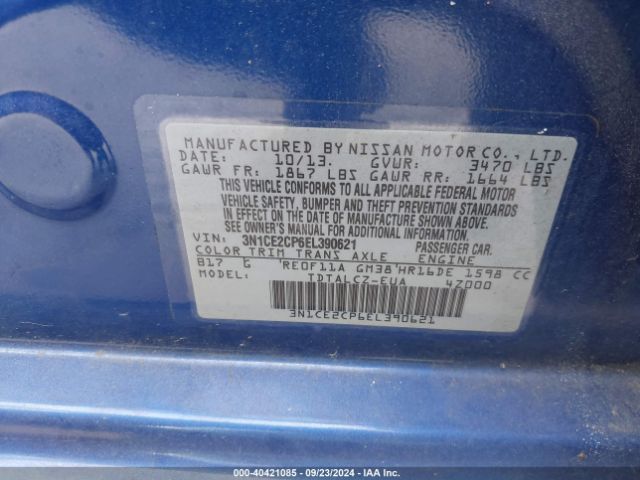 MANUFACTURED BY NISSAN MOTOR CO., LTD.
DATE: 10/13. GVWR: 3470 LBS
GAWR FR: 1867 LBS GAWR RR: 1664 LBS
THIS VEHICLE CONFORMS TO ALL APPLICABLE FEDERAL MOTOR
VEHICLE SAFETY, BUMPER AND THEFT PREVENTION STANDARDS
IN EFFECT ON THE DATE OF MANUFACTURE SHOWN ABOVE.
SEE OWNER'S MANUAL FOR ADDITIONAL INFORMATION.
VIN: 3N1CE2CP6EL390621 PASSENGER CAR.
COLOR TRIM TRANS AXLE ENGINE
B17 G RE0F11A GM38 HR16DE 1598 CC
MODEL: TDTALCZ-EUA 4Z000
3N1CE2CP6EL390621
000-40421085 - 09/23/2024 - IAA Inc.